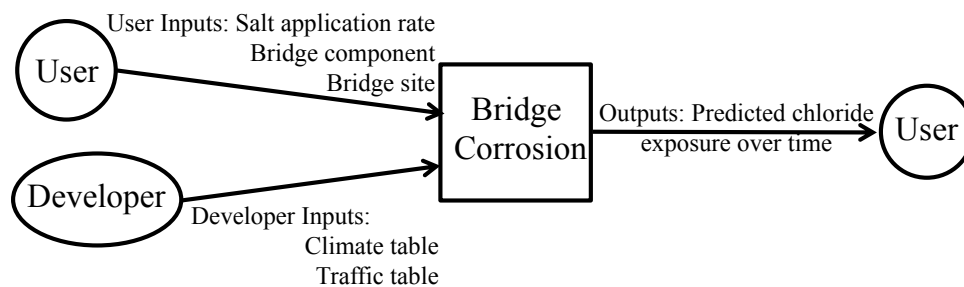 User Inputs: Salt application rate
Bridge component
Bridge site
User
Developer
Developer Inputs:
Climate table
Traffic table
Bridge
Corrosion
Outputs: Predicted chloride
exposure over time
User